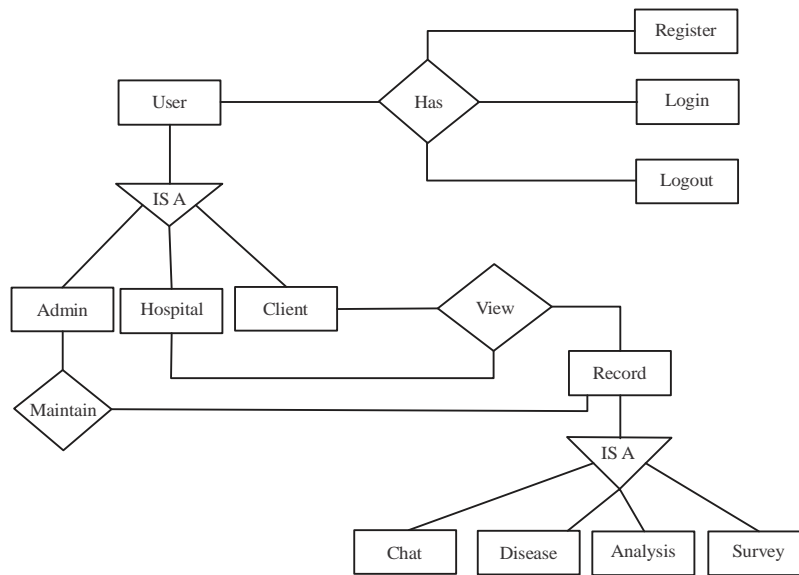 Register
User
Has
Login
Logout
IS A
Admin
Hospital
Client
View
Record
Maintain
IS A
Chat
Disease
Analysis
Survey